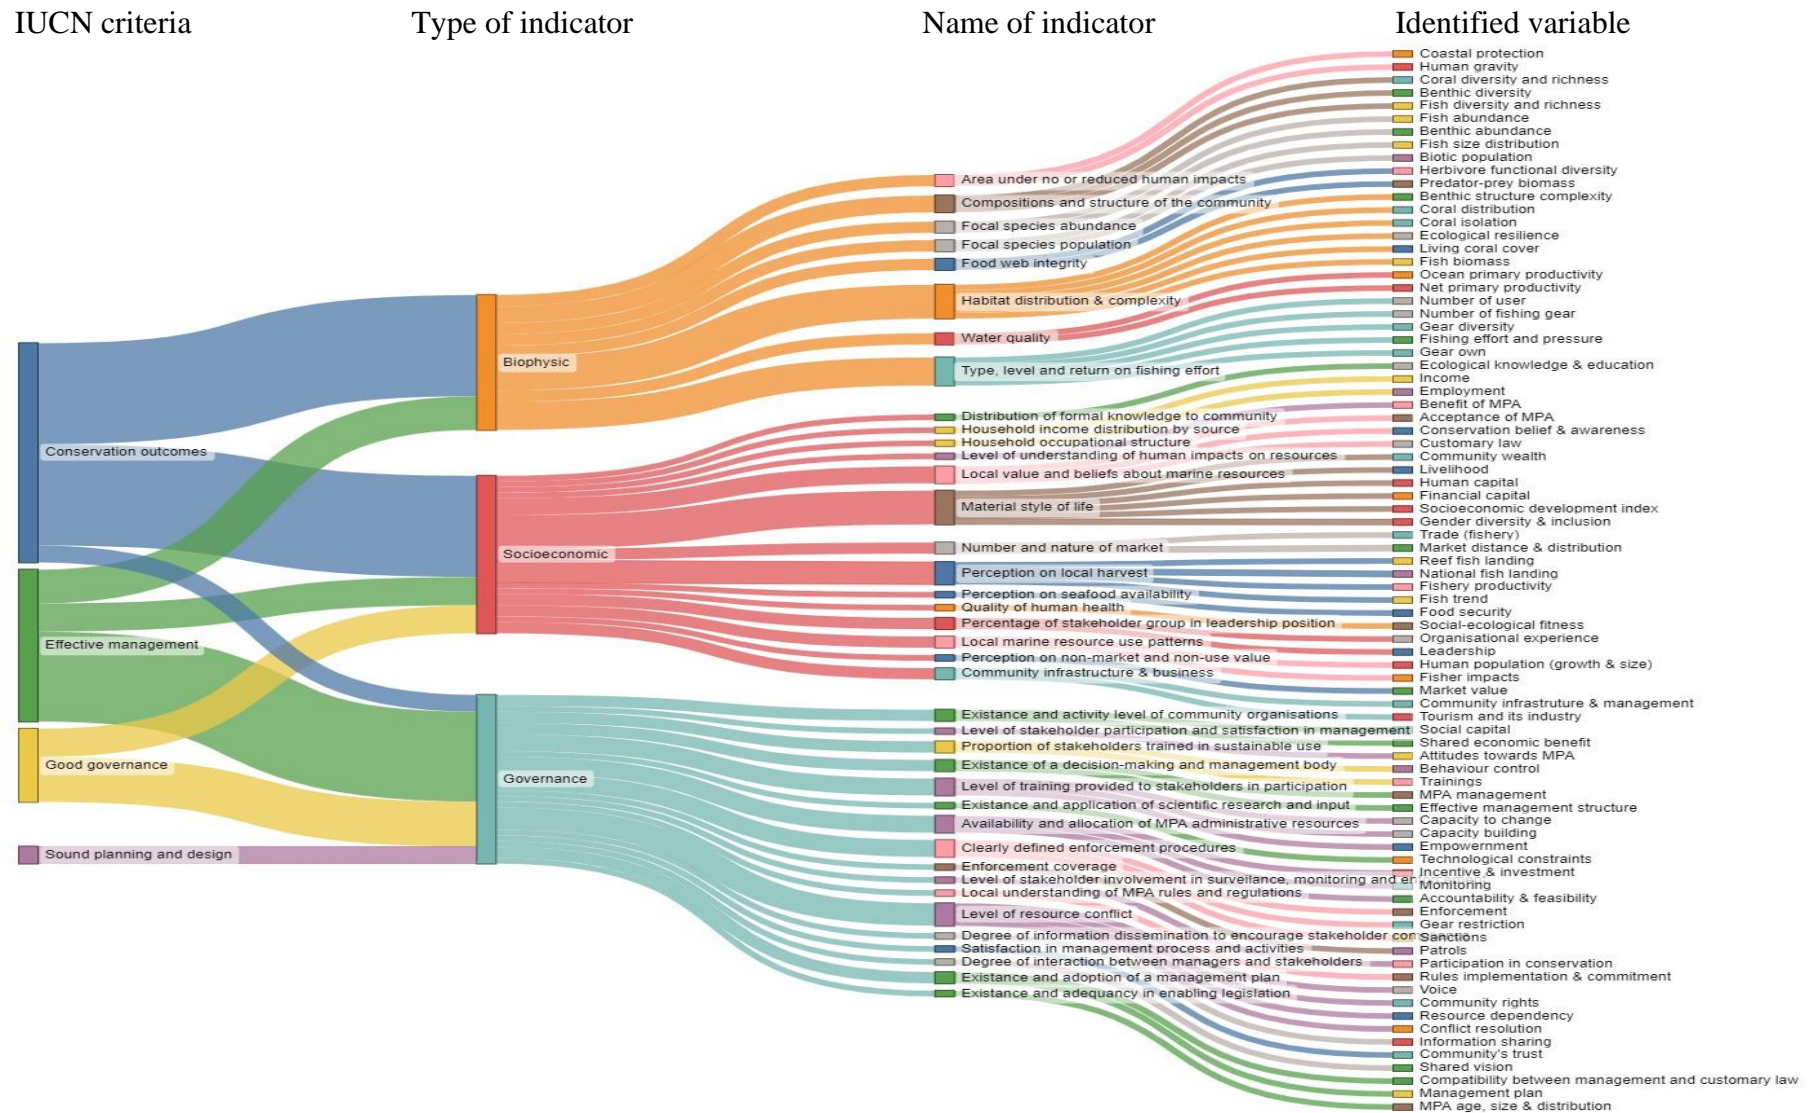 IUCN criteria
Type of indicator
Name of indicator
Identified variable
Conservation outcomes
Effective management
Good governance
Sound planning and design
Biophysic
Socioeconomic
Governance
Area under no or reduced human impacts
Compositions and structure of the community
Focal species abundance
Focal species population
Food web integrity
Habitat distribution & complexity
Water quality
Type, level and return on fishing effort
Distribution of formal knowledge to community
Household income distribution by source
Household occupational structure
Level of understanding of human impacts on resources
Local value and beliefs about marine resources
Material style of life
Number and nature of market
Perception on local harvest
Perception on seafood availability
Quality of human health
Percentage of stakeholder group in leadership position
Local marine resource use patterns
Perception on non-market and non-use value
Community infrastructure & business
Existance and activity level of community organisations
Level of stakeholder participation and satisfaction in management
Proportion of stakeholders trained in sustainable use
Existance of a decision-making and management body
Level of training provided to stakeholders in participation
Existance and application of scientific research and input
Availability and allocation of MPA administrative resources
Clearly defined enforcement procedures
Enforcement coverage
Level of stakeholder involvement in surveilance, monitoring and
Local understanding of MPA rules and regulations
Level of resource conflict
Degree of information dissemination to encourage stakeholder
Satisfaction in management process and activities
Degree of interaction between managers and stakeholders
Existance and adoption of a management plan
Existance and adequancy in enabling legislation
Coastal protection
Human gravity
Coral diversity and richness
Benthic diversity
Fish diversity and richness
Fish abundance
Benthic abundance
Fish size distribution
Biotic population
Herbivore functional diversity
Predator-prey biomass
Benthic structure complexity
Coral distribution
Coral isolation
Ecological resilience
Living coral cover
Fish biomass
Ocean primary productivity
Net primary productivity
Number of user
Number of fishing gear
Gear diversity
Fishing effort and pressure
Gear own
Ecological knowledge & education
Income
Employment
Benefit of MPA
Acceptance of MPA
Conservation belief & awareness
Customary law
Community wealth
Livelihood
Human capital
Financial capital
Socioeconomic development index
Gender diversity & inclusion
Trade (fishery)
Market distance & distribution
Reef fish landing
National fish landing
Fishery productivity
Fish trend
Food security
Social-ecological fitness
Organisational experience
Leadership
Human population (growth & size)
Fisher impacts
Market value
Community infrastruture & management
Tourism and its industry
Social capital
Shared economic benefit
Attitudes towards MPA
Behaviour control
Trainings
MPA management
Effective management structure
Capacity to change
Capacity building
Empowernment
Technological constraints
Incentive & investment
Monitoring
Accountability & feasibility
Enforcement
Gear restriction
Sanctions
Patrols
Participation in conservation
Rules implementation & commitment
Voice
Community rights
Resource dependency
Conflict resolution
Information sharing
Community's trust
Shared vision
Compatibility between management and customary law
Management plan
MPA age, size & distribution